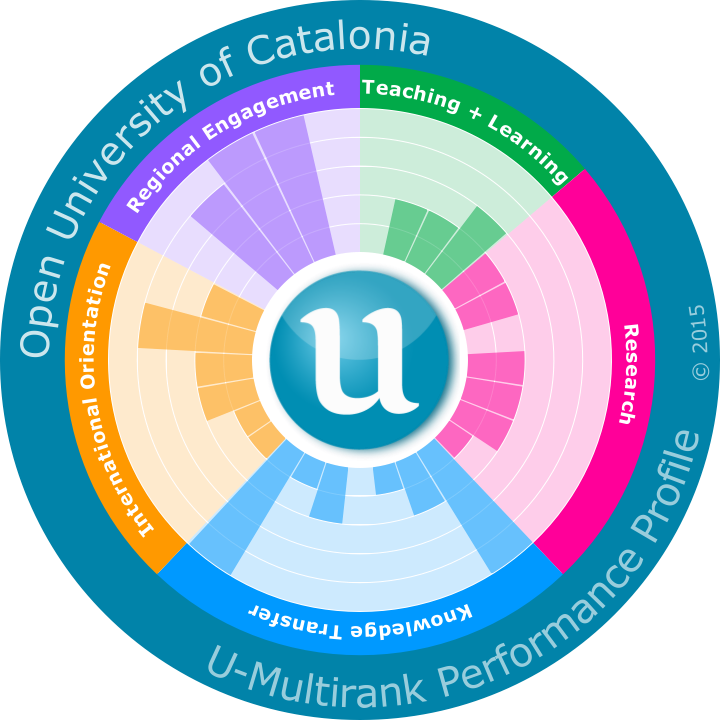 Open University of Catalonia
Teaching + Learning
Research
Knowledge Transfer
International Orientation
Regional Engagement
u
© 2015
U-Multirank Performance Profile